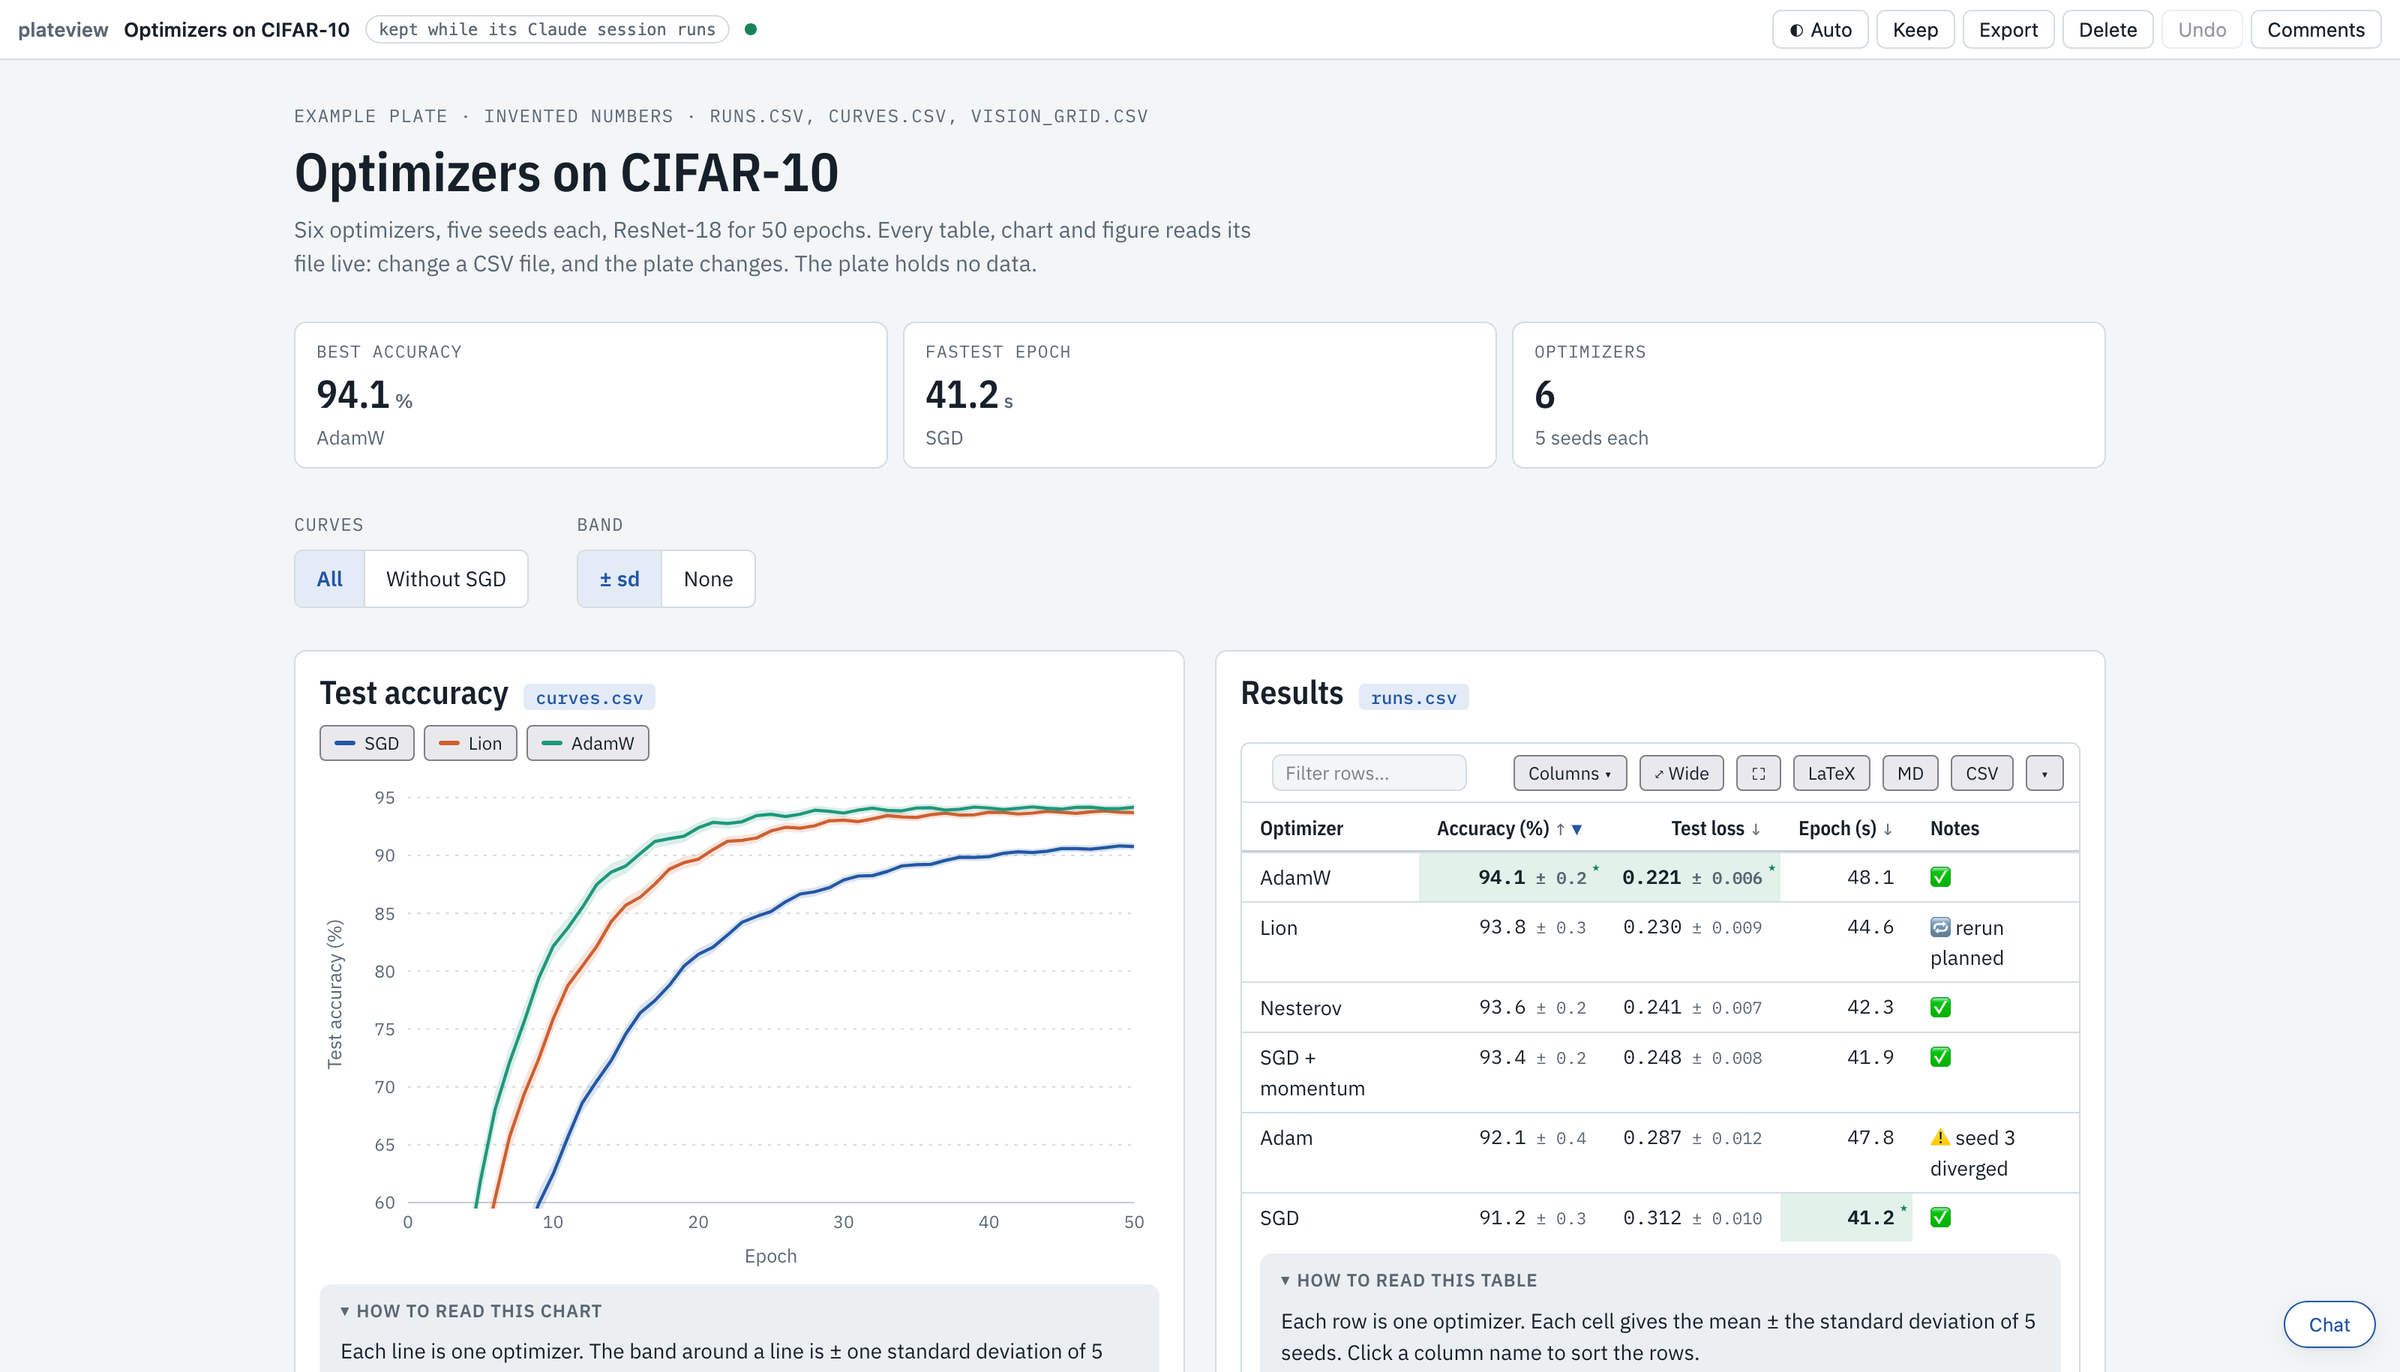 plateview Optimizers on CIFAR-10 kept while its Claude session runs
◐ Auto Keep Export Delete Undo Comments
EXAMPLE PLATE · INVENTED NUMBERS · RUNS.CSV, CURVES.CSV, VISION_GRID.CSV
Optimizers on CIFAR-10
Six optimizers, five seeds each, ResNet-18 for 50 epochs. Every table, chart and figure reads its
file live: change a CSV file, and the plate changes. The plate holds no data.
BEST ACCURACY
94.1 %
AdamW
FASTEST EPOCH
41.2 s
SGD
OPTIMIZERS
6
5 seeds each
CURVES
All Without SGD
BAND
± sd None
Test accuracy curves.csv
SGD Lion AdamW
Test accuracy (%)
95
90
85
80
75
70
65
60
0 10 20 30 40 50
Epoch
▾ HOW TO READ THIS CHART
Each line is one optimizer. The band around a line is ± one standard deviation of 5
Results runs.csv
Filter rows... Columns ▾ ⤢ Wide ⛶ LaTeX MD CSV ▾
Optimizer Accuracy (%) ↑ ▼ Test loss ↓ Epoch (s) ↓ Notes
AdamW 94.1 ± 0.2 ★ 0.221 ± 0.006 ★ 48.1 ✅
Lion 93.8 ± 0.3 0.230 ± 0.009 44.6 🔁 rerun
planned
Nesterov 93.6 ± 0.2 0.241 ± 0.007 42.3 ✅
SGD + 93.4 ± 0.2 0.248 ± 0.008 41.9 ✅
momentum
Adam 92.1 ± 0.4 0.287 ± 0.012 47.8 ⚠️ seed 3
diverged
SGD 91.2 ± 0.3 0.312 ± 0.010 41.2 ★ ✅
▾ HOW TO READ THIS TABLE
Each row is one optimizer. Each cell gives the mean ± the standard deviation of 5
seeds. Click a column name to sort the rows.
Chat